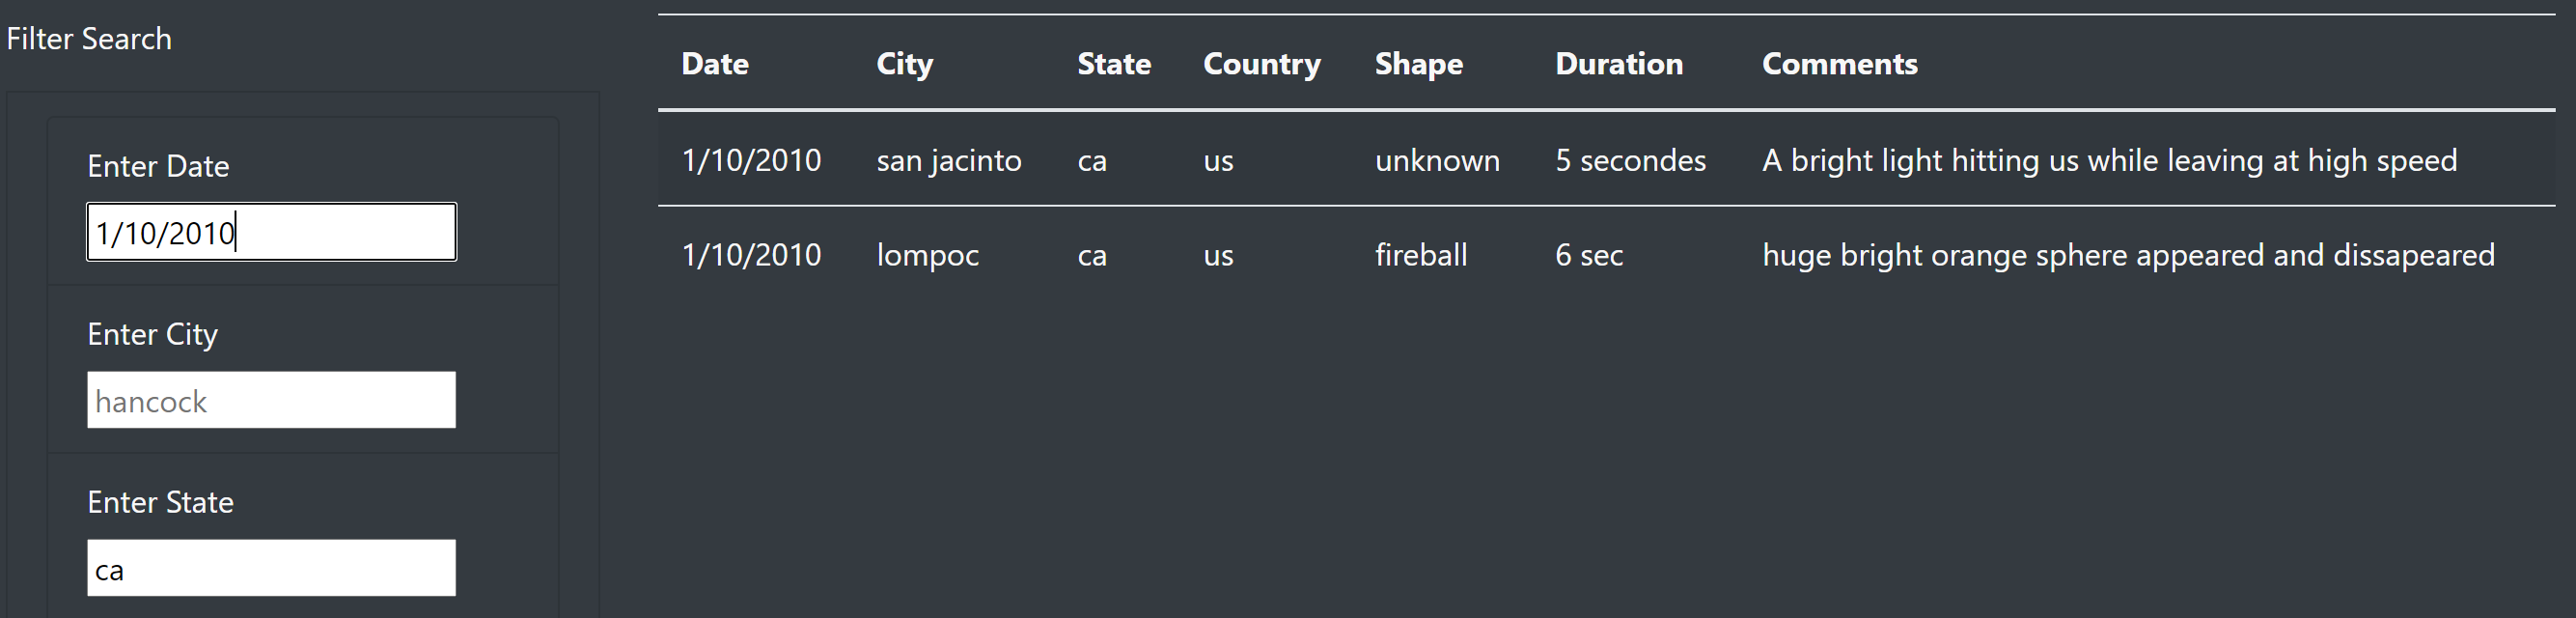 Filter Search
Enter Date
1/10/2010
Enter City
hancock
Enter State
ca
Date City State Country Shape Duration Comments
1/10/2010 san jacinto ca us unknown 5 secondes A bright light hitting us while leaving at high speed
1/10/2010 lompoc ca us fireball 6 sec huge bright orange sphere appeared and dissapeared